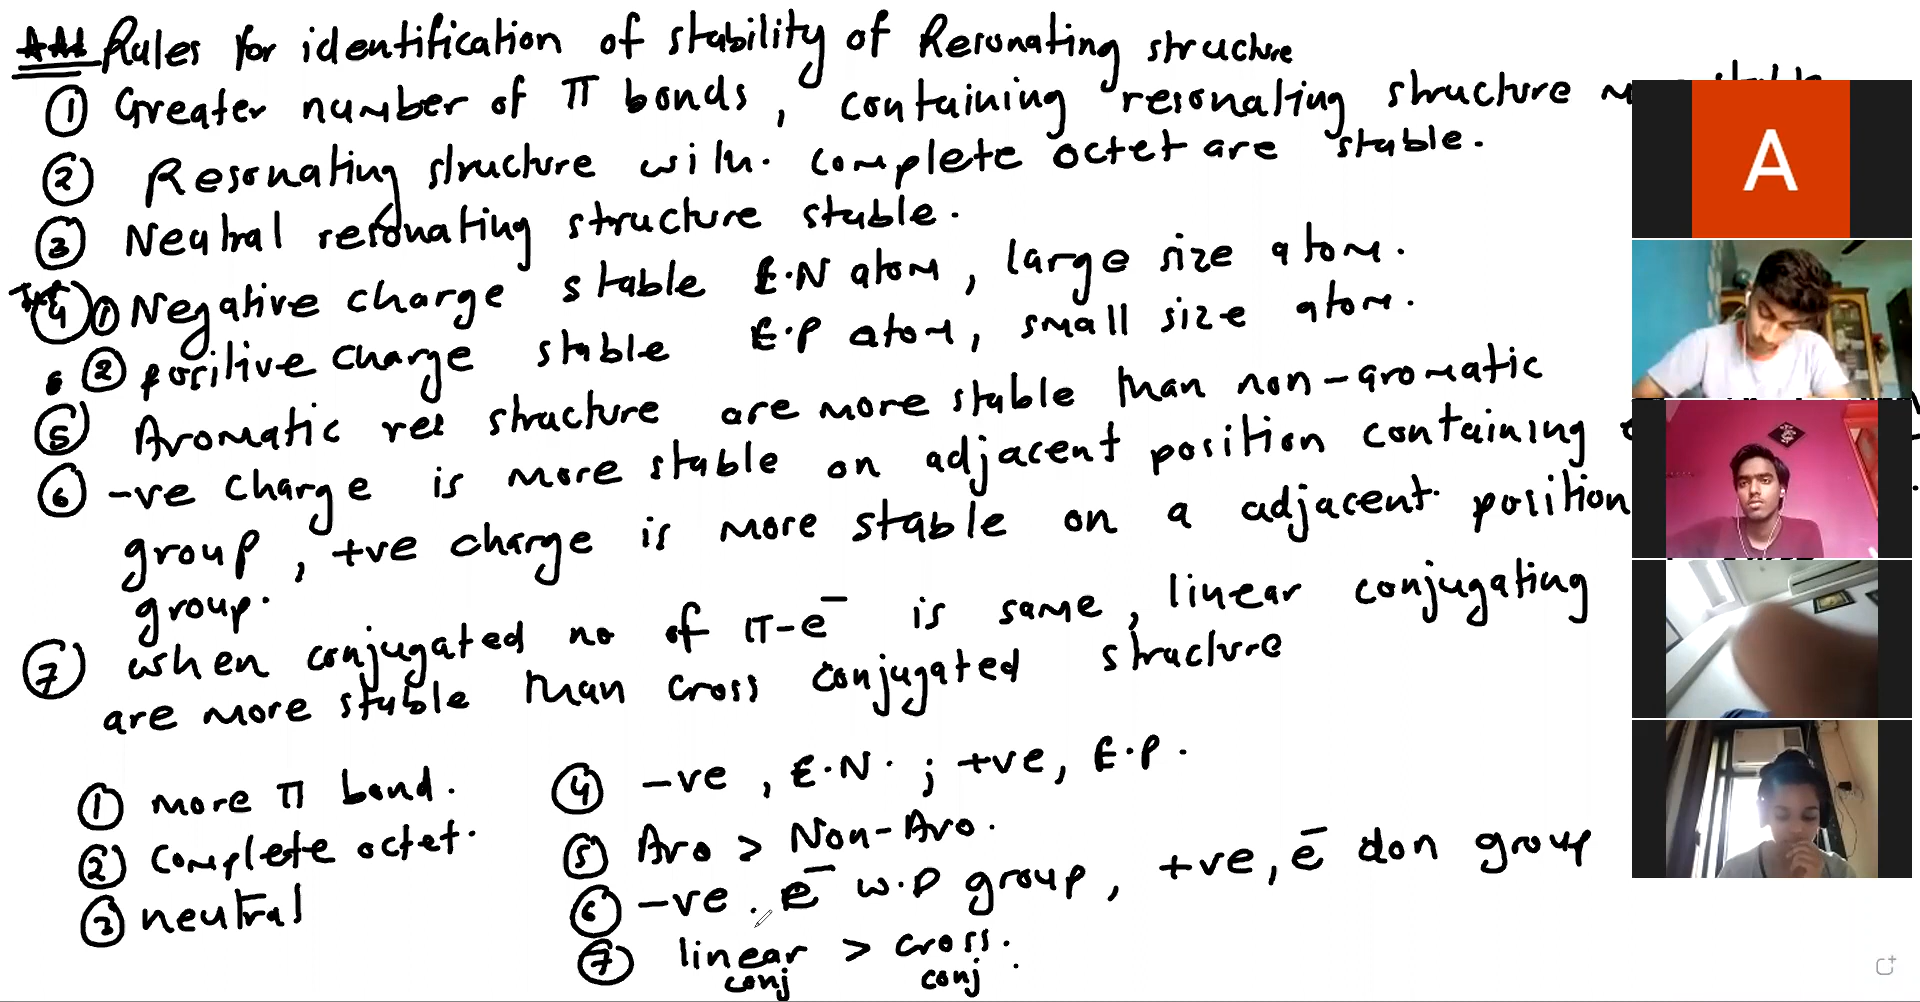 Rules for identification of stability of Resonating structure
① Greater number of π bonds, containing resonating structure
② Resonating structure with. complete octet are stable.
③ Neutral resonating structure stable.
④ ① Negative charge stable E.N atom, large size atom.
② positive charge stable E.P atom, small size atom.
⑤ Aromatic res structure are more stable than non-aromatic
⑥ -ve charge is more stable on adjacent position containing
group, +ve charge is more stable on a adjacent position
group.
⑦ when conjugated no of π-e⁻ is same, linear conjugating
are more stable than cross conjugated structure
① more π bond.
② complete octet.
③ neutral
④ -ve, E.N. ; +ve, E.P.
⑤ Aro > Non-Aro.
⑥ -ve. e⁻ w.D group, +ve, e⁻ don group
⑦ linear > cross.
conj conj
A